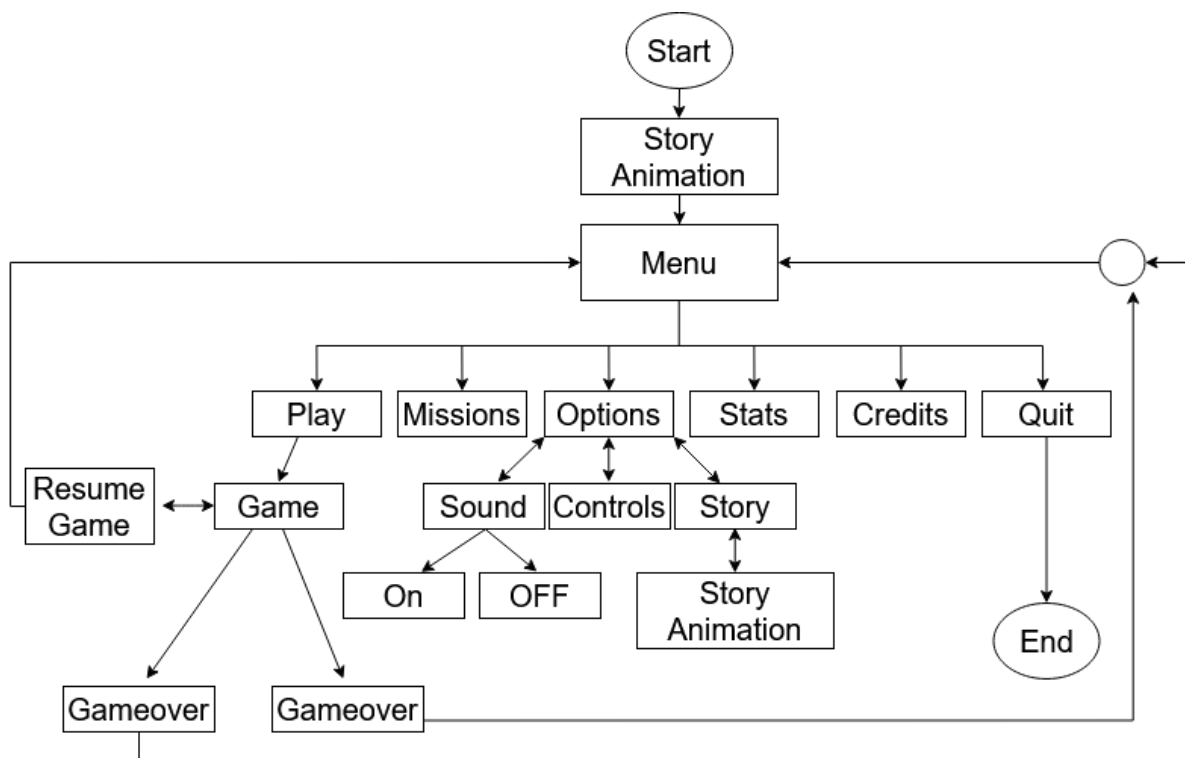 Start
Story
Animation
Menu
Play
Missions
Options
Stats
Credits
Quit
Resume
Game
Game
Sound
Controls
Story
On
OFF
Story
Animation
End
Gameover
Gameover